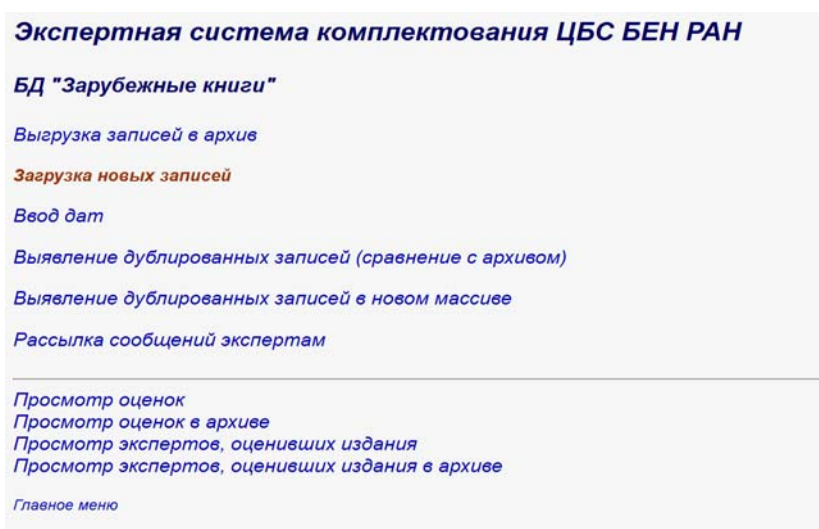 Экспертная система комплектования ЦБС БЕН РАН
БД "Зарубежные книги"
Выгрузка записей в архив
Загрузка новых записей
Ввод дат
Выявление дублированных записей (сравнение с архивом)
Выявление дублированных записей в новом массиве
Рассылка сообщений экспертам
Просмотр оценок
Просмотр оценок в архиве
Просмотр экспертов, оценивших издания
Просмотр экспертов, оценивших издания в архиве
Главное меню